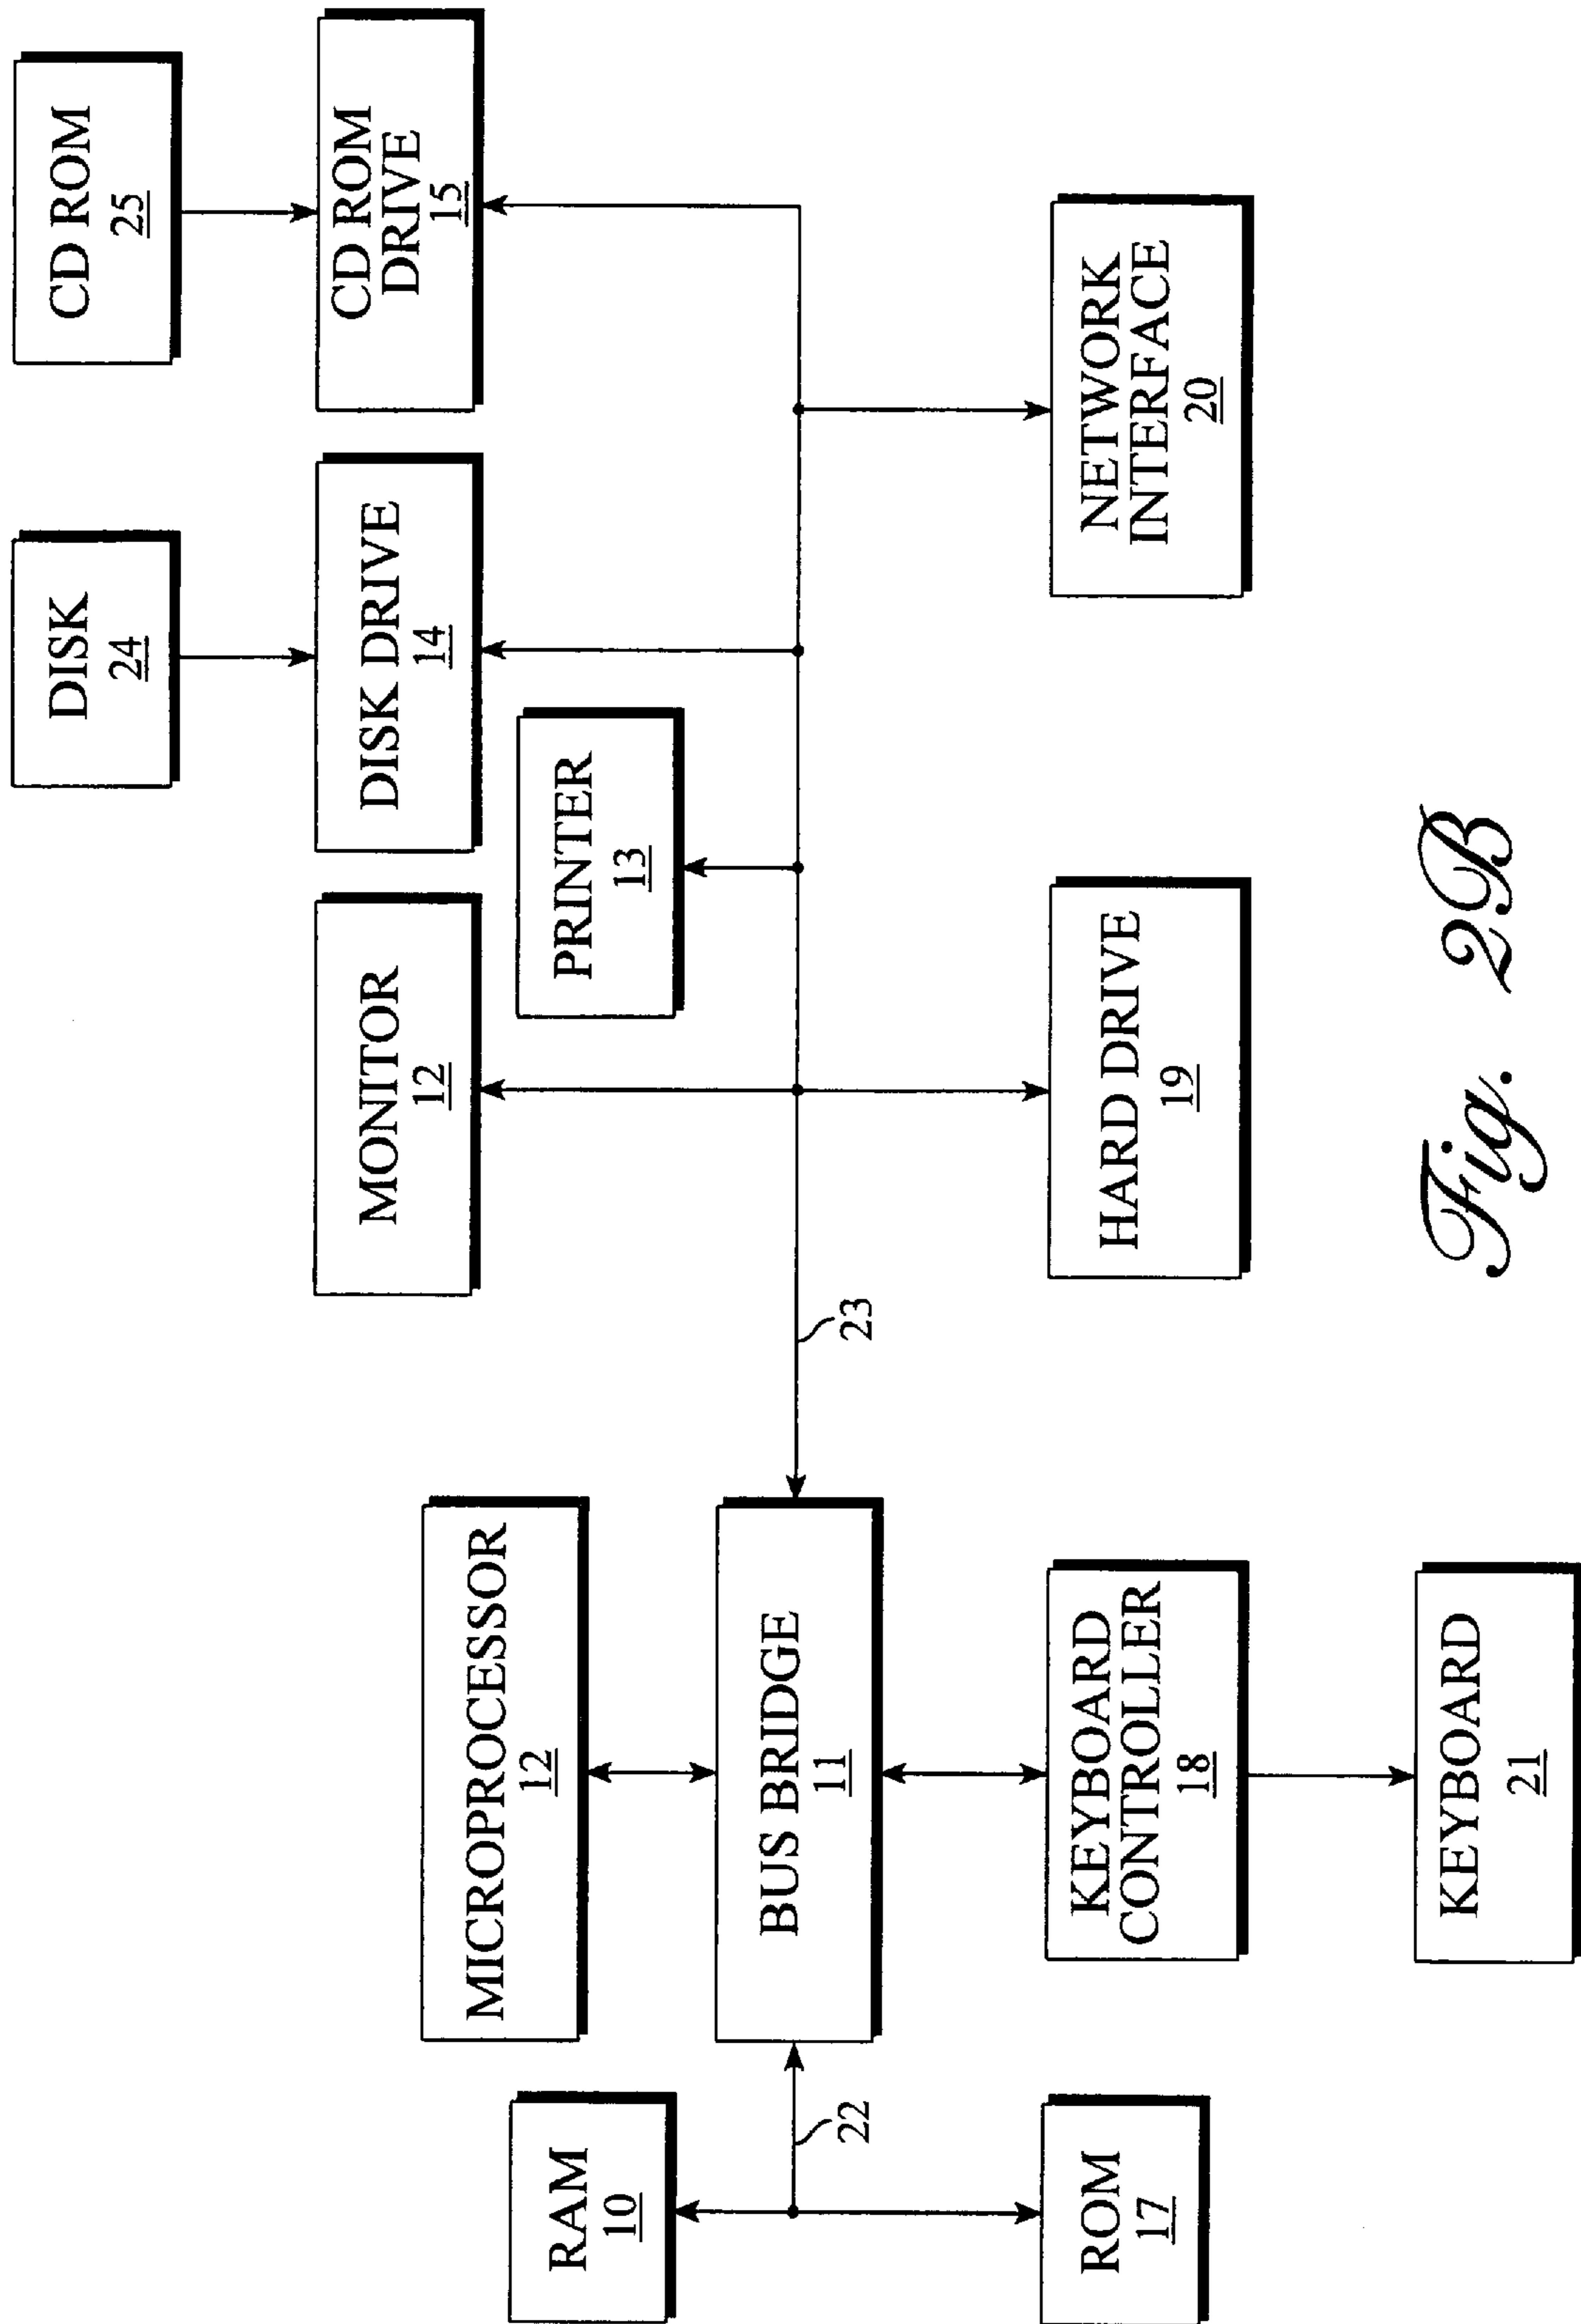 RAM
10
ROM
17
22
MICROPROCESSOR
12
BUS BRIDGE
11
KEYBOARD
CONTROLLER
18
KEYBOARD
21
23
MONITOR
12
PRINTER
13
HARD DRIVE
19
DISK
24
DISK DRIVE
14
CD ROM
25
CD ROM
DRIVE
15
NETWORK
INTERFACE
20
Fig. 2B